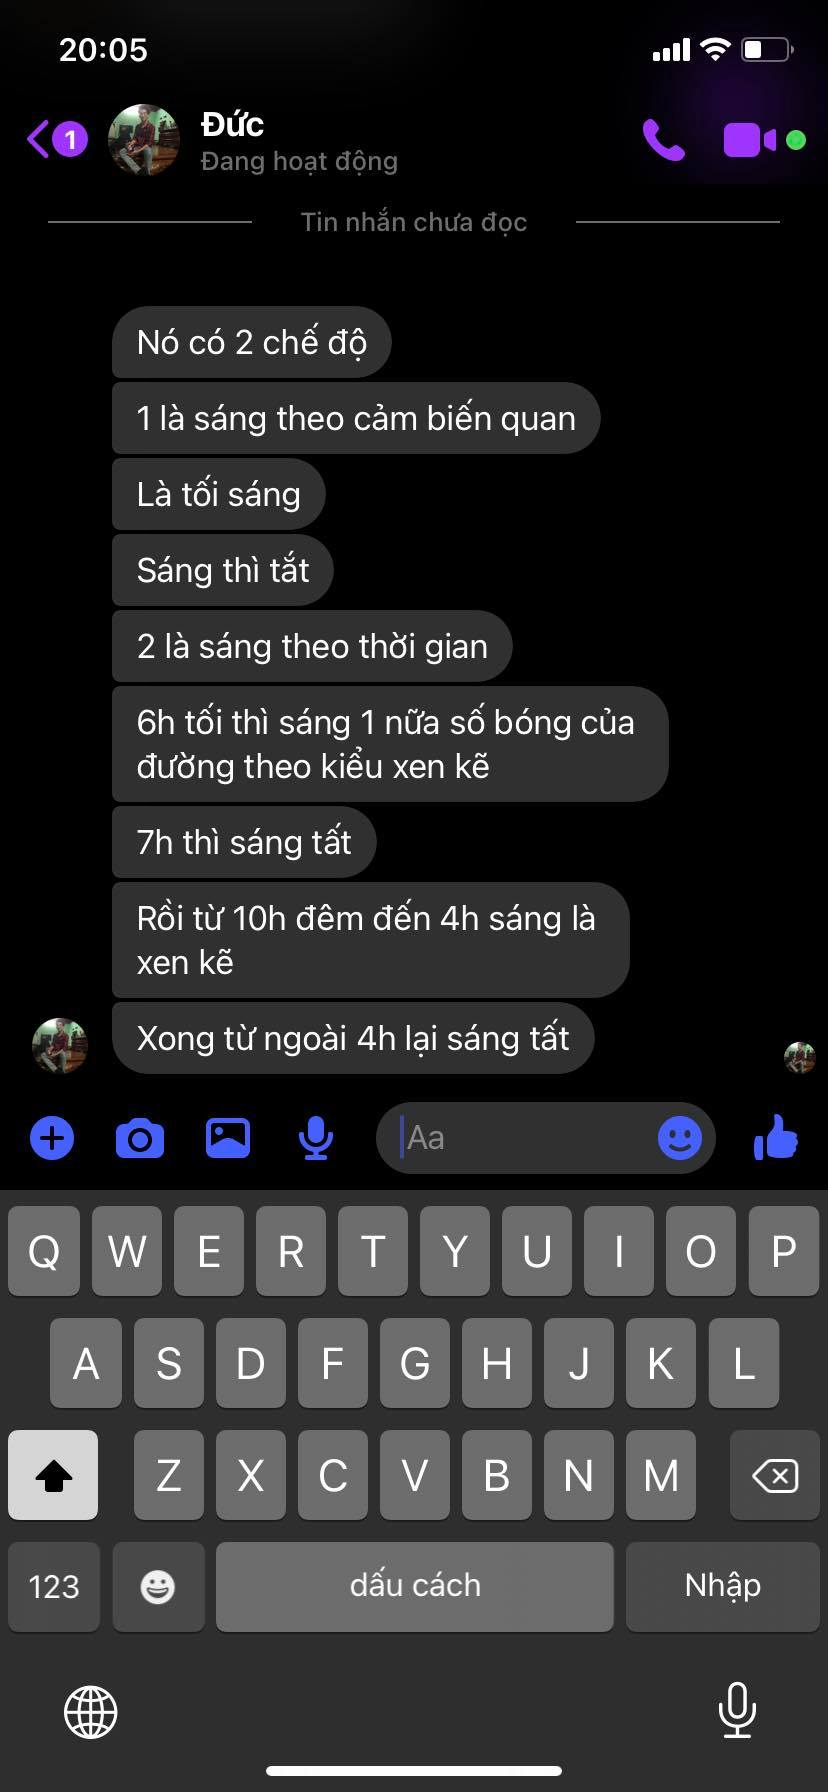 20:05
1
Đức
Đang hoạt động
Tin nhắn chưa đọc
Nó có 2 chế độ
1 là sáng theo cảm biến quan
Là tối sáng
Sáng thì tắt
2 là sáng theo thời gian
6h tối thì sáng 1 nữa số bóng của
đường theo kiểu xen kẽ
7h thì sáng tất
Rồi từ 10h đêm đến 4h sáng là
xen kẽ
Xong từ ngoài 4h lại sáng tất
Aa
Q W E R T Y U I O P
A S D F G H J K L
Z X C V B N M
123 dấu cách Nhập